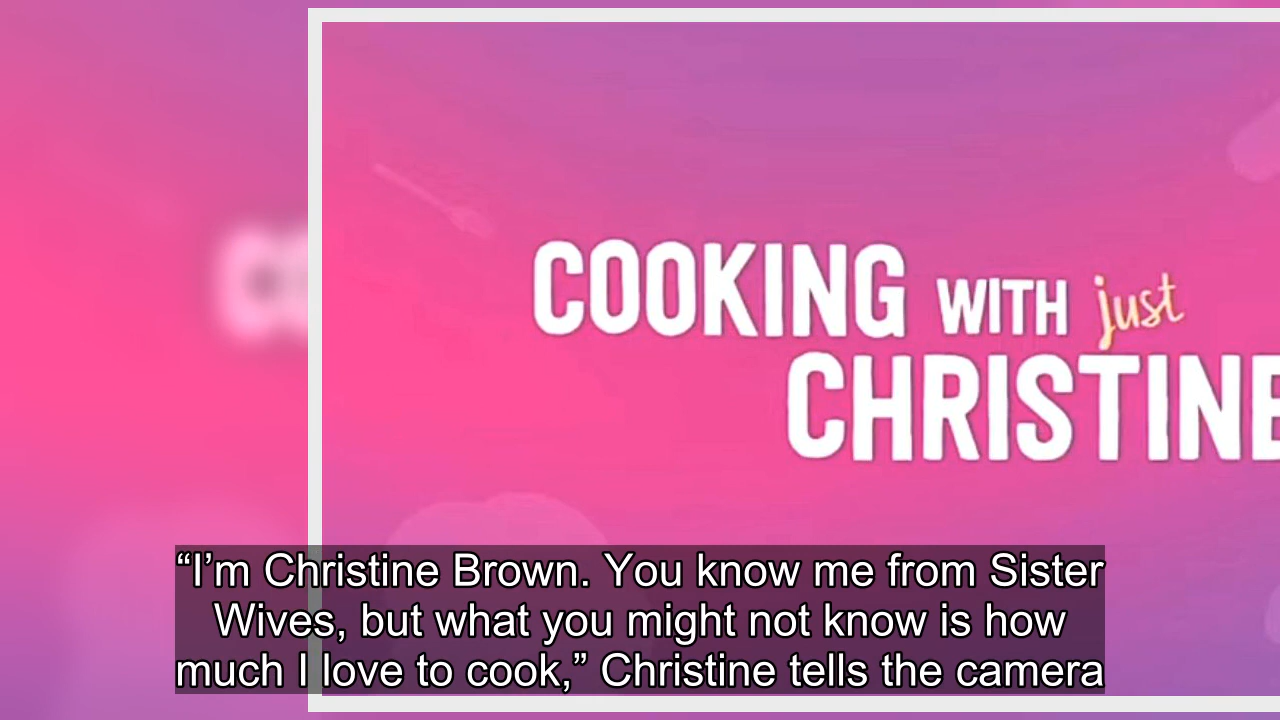 COOKING WITH just
CHRISTINE
“I’m Christine Brown. You know me from Sister
Wives, but what you might not know is how
much I love to cook,” Christine tells the camera